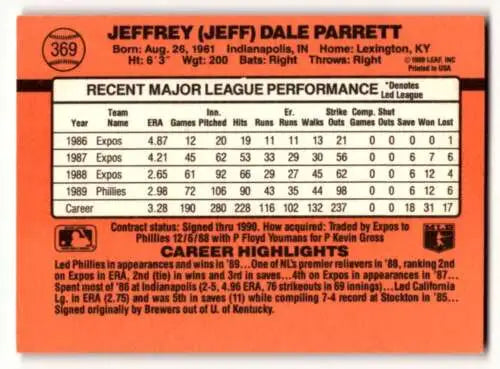 369
JEFFREY (JEFF) DALE PARRETT
Born: Aug. 26, 1961 Indianapolis, IN Home: Lexington, KY
Ht: 6'3" Wgt: 200 Bats: Right Throws: Right
© 1989 LEAF, INC
Printed in USA
RECENT MAJOR LEAGUE PERFORMANCE *Denotes Led League
Year Team Name ERA Games Inn. Pitched Hits Runs Er. Runs Walks Strike Outs Comp. Games Shut Outs Save Won Lost
1986 Expos 4.87 12 20 19 11 11 13 21 0 0 0 0 1
1987 Expos 4.21 45 62 53 33 29 30 56 0 0 6 7 6
1988 Expos 2.65 61 92 66 29 27 45 62 0 0 6 12 4
1989 Phillies 2.98 72 106 90 43 35 44 98 0 0 6 12 6
Career 3.28 190 280 228 116 102 132 237 0 0 18 31 17
Contract status: Signed thru 1990. How acquired: Traded by Expos to
Phillies 12/6/88 with P Floyd Youmans for P Kevin Gross
CAREER HIGHLIGHTS
Led Phillies in appearances and wins in '89...One of NL's premier relievers in '88, ranking 2nd
on Expos in ERA, 2nd (tie) in wins and 3rd in saves...4th on Expos in appearances in '87...
Spent most of '86 at Indianapolis (2-5, 4.96 ERA, 76 strikeouts in 69 innings)...Led California
Lg. in ERA (2.75) and was 5th in saves (11) while compiling 7-4 record at Stockton in '85...
Signed originally by Brewers out of U. of Kentucky.